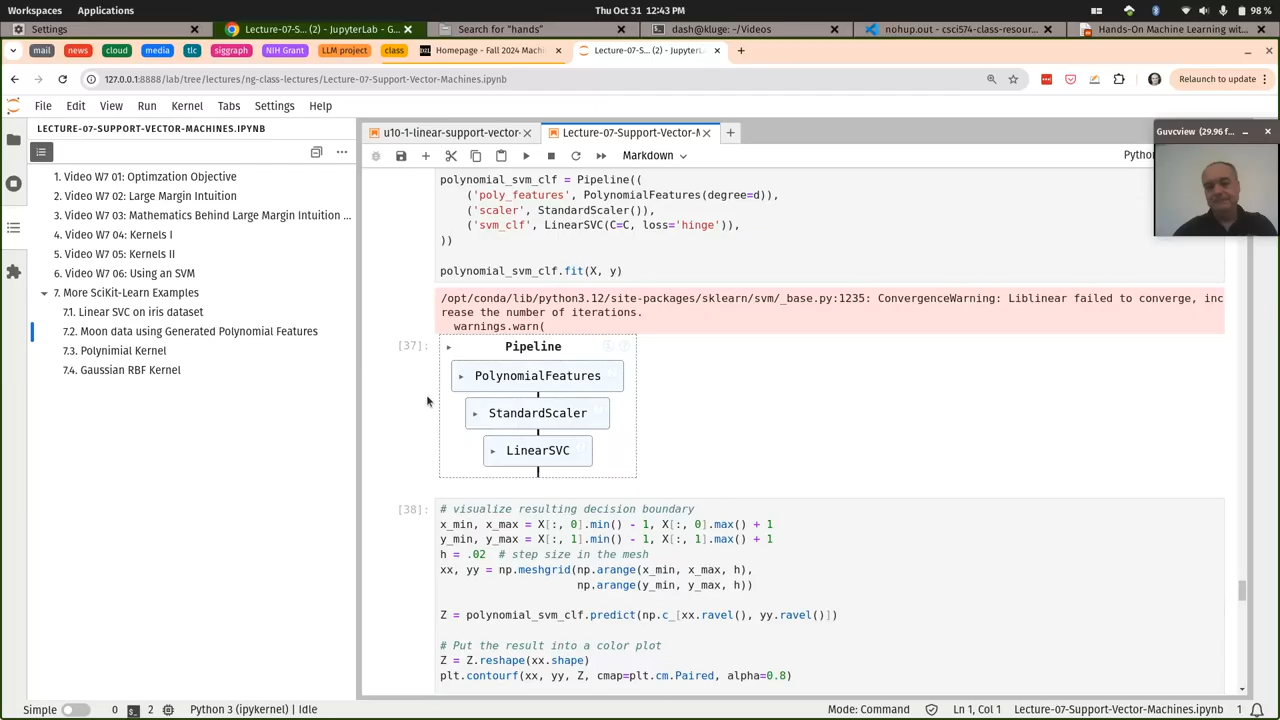 Workspaces Applications Thu Oct 31 12:43 PM 98 %
Settings JupyterLab - G... Search for "hands" dash@kluge: ~/Videos nohup.out - csci574-class-resour... Hands-On Machine Learning wit...
Lecture-07-S... (2) - JupyterLab - G...
mail news cloud media tlc siggraph NIH Grant LLM project class Homepage - Fall 2024 Machin Lecture-07-S... (2) - JupyterL
127.0.0.1:8888/lab/tree/lectures/ng-class-lectures/Lecture-07-Support-Vector-Machines.ipynb Relaunch to update
File Edit View Run Kernel Tabs Settings Help
LECTURE-07-SUPPORT-VECTOR-MACHINES.IPYNB
u10-1-linear-support-vector- Lecture-07-Support-Vector-M
Guvcview (29.96 f...
Markdown Python
1. Video W7 01: Optimzation Objective
2. Video W7 02: Large Margin Intuition
3. Video W7 03: Mathematics Behind Large Margin Intuition ...
4. Video W7 04: Kernels I
5. Video W7 05: Kernels II
6. Video W7 06: Using an SVM
7. More SciKit-Learn Examples
7.1. Linear SVC on iris dataset
7.2. Moon data using Generated Polynomial Features
7.3. Polynimial Kernel
7.4. Gaussian RBF Kernel
polynomial_svm_clf = Pipeline((
('poly_features', PolynomialFeatures(degree=d)),
('scaler', StandardScaler()),
('svm_clf', LinearSVC(C=C, loss='hinge')),
))
polynomial_svm_clf.fit(X, y)
/opt/conda/lib/python3.12/site-packages/sklearn/svm/_base.py:1235: ConvergenceWarning: Liblinear failed to converge, inc
rease the number of iterations.
warnings.warn(
[37]:
Pipeline
PolynomialFeatures
StandardScaler
LinearSVC
[38]:
# visualize resulting decision boundary
x_min, x_max = X[:, 0].min() - 1, X[:, 0].max() + 1
y_min, y_max = X[:, 1].min() - 1, X[:, 1].max() + 1
h = .02 # step size in the mesh
xx, yy = np.meshgrid(np.arange(x_min, x_max, h),
np.arange(y_min, y_max, h))
Z = polynomial_svm_clf.predict(np.c_[xx.ravel(), yy.ravel()])
# Put the result into a color plot
Z = Z.reshape(xx.shape)
plt.contourf(xx, yy, Z, cmap=plt.cm.Paired, alpha=0.8)
Simple 0 2 Python 3 (ipykernel) | Idle Mode: Command Ln 1, Col 1 Lecture-07-Support-Vector-Machines.ipynb 1